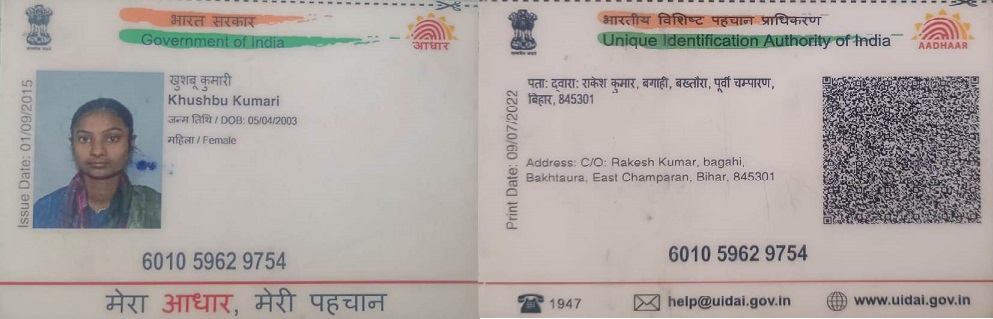 भारत सरकार
Government of India
आधार
Issue Date: 01/09/2015
खुशबू कुमारी
Khushbu Kumari
जन्म तिथि / DOB: 05/04/2003
महिला / Female
6010 5962 9754
मेरा आधार, मेरी पहचान
भारतीय विशिष्ट पहचान प्राधिकरण
Unique Identification Authority of India
AADHAAR
Print Date: 09/07/2022
पता: द्वारा: राकेश कुमार, बगाही, बख्तौरा, पूर्वी चम्पारण,
बिहार, 845301
Address: C/O: Rakesh Kumar, bagahi,
Bakhtaura, East Champaran, Bihar, 845301
6010 5962 9754
1947
help@uidai.gov.in
www.uidai.gov.in